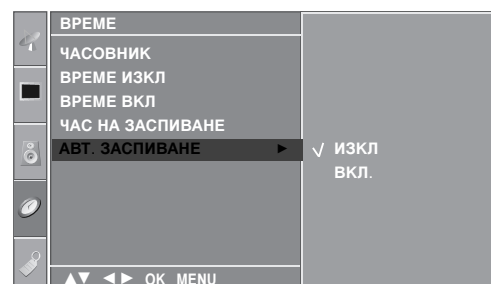 ВРЕМЕ
ЧАСОВНИК
ВРЕМЕ ИЗКЛ
ВРЕМЕ ВКЛ
ЧАС НА ЗАСПИВАНЕ
АВТ. ЗАСПИВАНЕ ► √ ИЗКЛ
ВКЛ.
▲▼ ◄► OK MENU